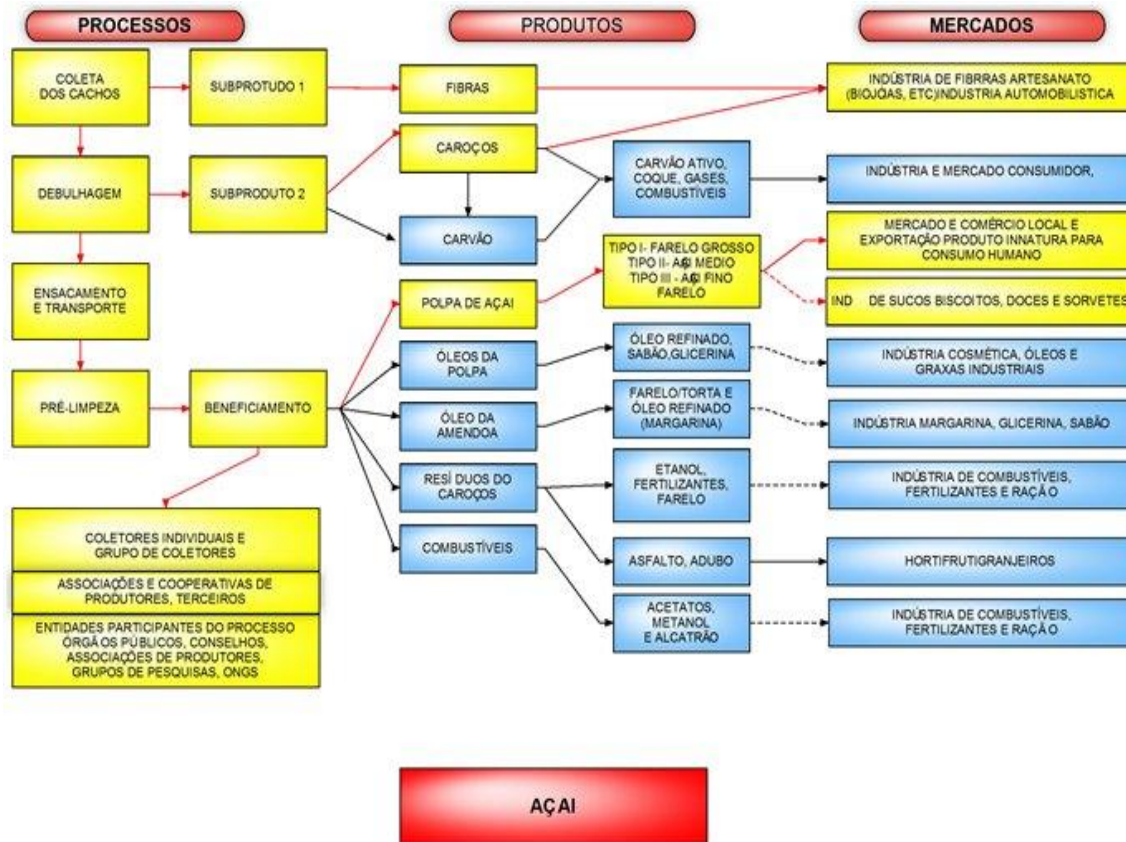 PROCESSOS
PRODUTOS
MERCADOS
COLETA
DOS CACHOS
SUBPROTUDO 1
FIBRAS
INDÚSTRIA DE FIBRRAS ARTESANATO
(BIOJOIAS, ETC)INDUSTRIA AUTOMOBILISTICA
DEBULHAGEM
SUBPRODUTO 2
CAROÇOS
CARVÃO
CARVÃO ATIVO,
COQUE, GASES,
COMBUSTÍVEIS
INDÚSTRIA E MERCADO CONSUMIDOR,
ENSACAMENTO
E TRANSPORTE
POLPA DE AÇAI
TIPO I- FARELO GROSSO
TIPO II- AÇI MEDIO
TIPO III - AÇI FINO
FARELO
MERCADO E COMÉRCIO LOCAL E
EXPORTAÇÃO PRODUTO INNATURA PARA
CONSUMO HUMANO
IND DE SUCOS BISCOITOS, DOCES E SORVETES
PRÉ-LIMPEZA
BENEFICIAMENTO
ÓLEOS DA
POLPA
ÓLEO REFINADO,
SABÃO,GLICERINA
INDÚSTRIA COSMÉTICA, ÓLEOS E
GRAXAS INDUSTRIAIS
ÓLEO DA
AMENDOA
FARELO/TORTA E
ÓLEO REFINADO
(MARGARINA)
INDÚSTRIA MARGARINA, GLICERINA, SABÃO
RESÍ DUOS DO
CAROÇOS
ETANOL,
FERTILIZANTES,
FARELO
INDÚSTRIA DE COMBUSTÍVEIS,
FERTILIZANTES E RAÇÃ O
COMBUSTÍVEIS
ASFALTO, ADUBO
HORTIFRUTIGRANJEIROS
ACETATOS,
METANOL
E ALCATRÃO
INDÚSTRIA DE COMBUSTÍVEIS,
FERTILIZANTES E RAÇÃ O
COLETORES INDIVIDUAIS E
GRUPO DE COLETORES
ASSOCIAÇÕES E COOPERATIVAS DE
PRODUTORES, TERCEIROS
ENTIDADES PARTICIPANTES DO PROCESSO
ÓRGÃ OS PÚBLICOS, CONSELHOS,
ASSOCIAÇÕES DE PRODUTORES,
GRUPOS DE PESQUISAS, ONGS
AÇAI